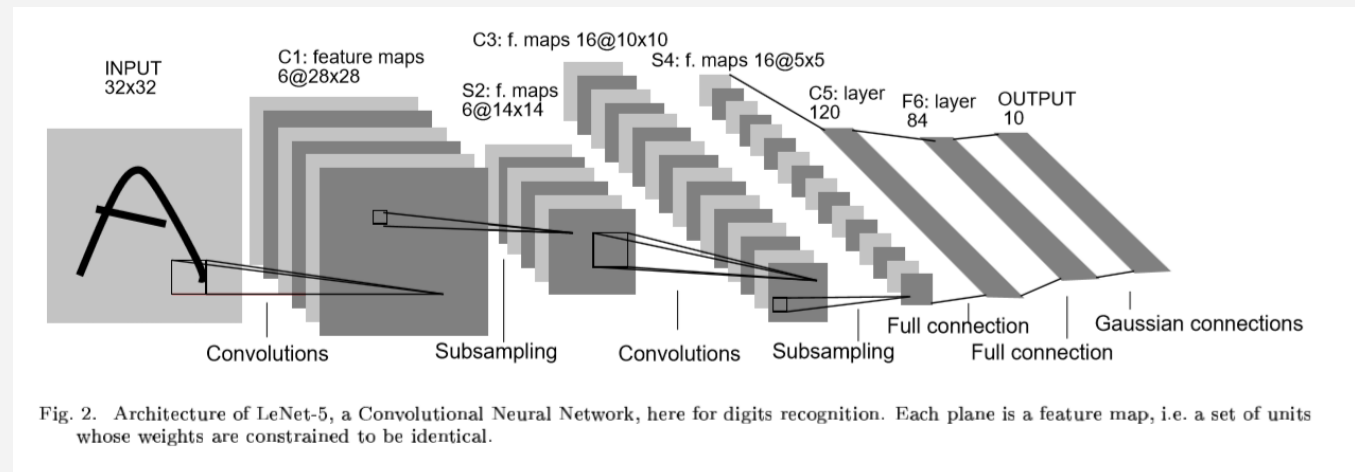 INPUT
32x32
C1: feature maps
6@28x28
S2: f. maps
6@14x14
C3: f. maps 16@10x10
S4: f. maps 16@5x5
C5: layer
120
F6: layer
84
OUTPUT
10
Convolutions
Subsampling
Convolutions
Subsampling
Full connection
Full connection
Gaussian connections
Fig. 2. Architecture of LeNet-5, a Convolutional Neural Network, here for digits recognition. Each plane is a feature map, i.e. a set of units
whose weights are constrained to be identical.